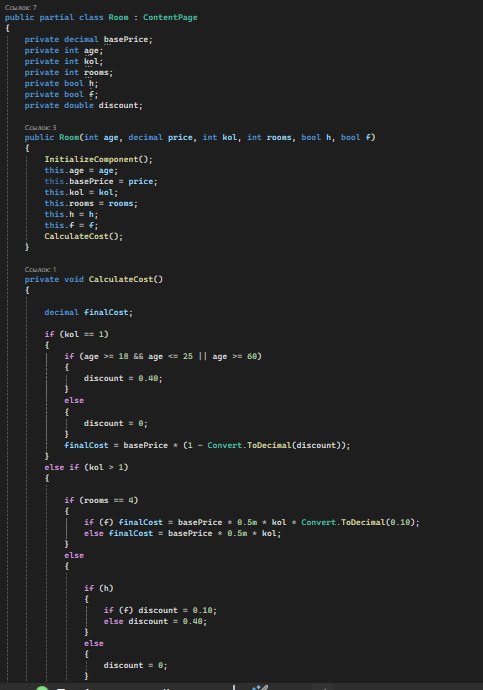 Ссылок: 7
public partial class Room : ContentPage
{
private decimal basePrice;
private int age;
private int kol;
private int rooms;
private bool h;
private bool f;
private double discount;
Ссылок: 3
public Room(int age, decimal price, int kol, int rooms, bool h, bool f)
{
InitializeComponent();
this.age = age;
this.basePrice = price;
this.kol = kol;
this.rooms = rooms;
this.h = h;
this.f = f;
CalculateCost();
}
Ссылок: 1
private void CalculateCost()
{
decimal finalCost;
if (kol == 1)
{
if (age >= 18 && age <= 25 || age >= 60)
{
discount = 0.40;
}
else
{
discount = 0;
}
finalCost = basePrice * (1 - Convert.ToDecimal(discount));
}
else if (kol > 1)
{
if (rooms == 4)
{
if (f) finalCost = basePrice * 0.5m * kol * Convert.ToDecimal(0.10);
else finalCost = basePrice * 0.5m * kol;
}
else
{
if (h)
{
if (f) discount = 0.10;
else discount = 0.40;
}
else
{
discount = 0;
}